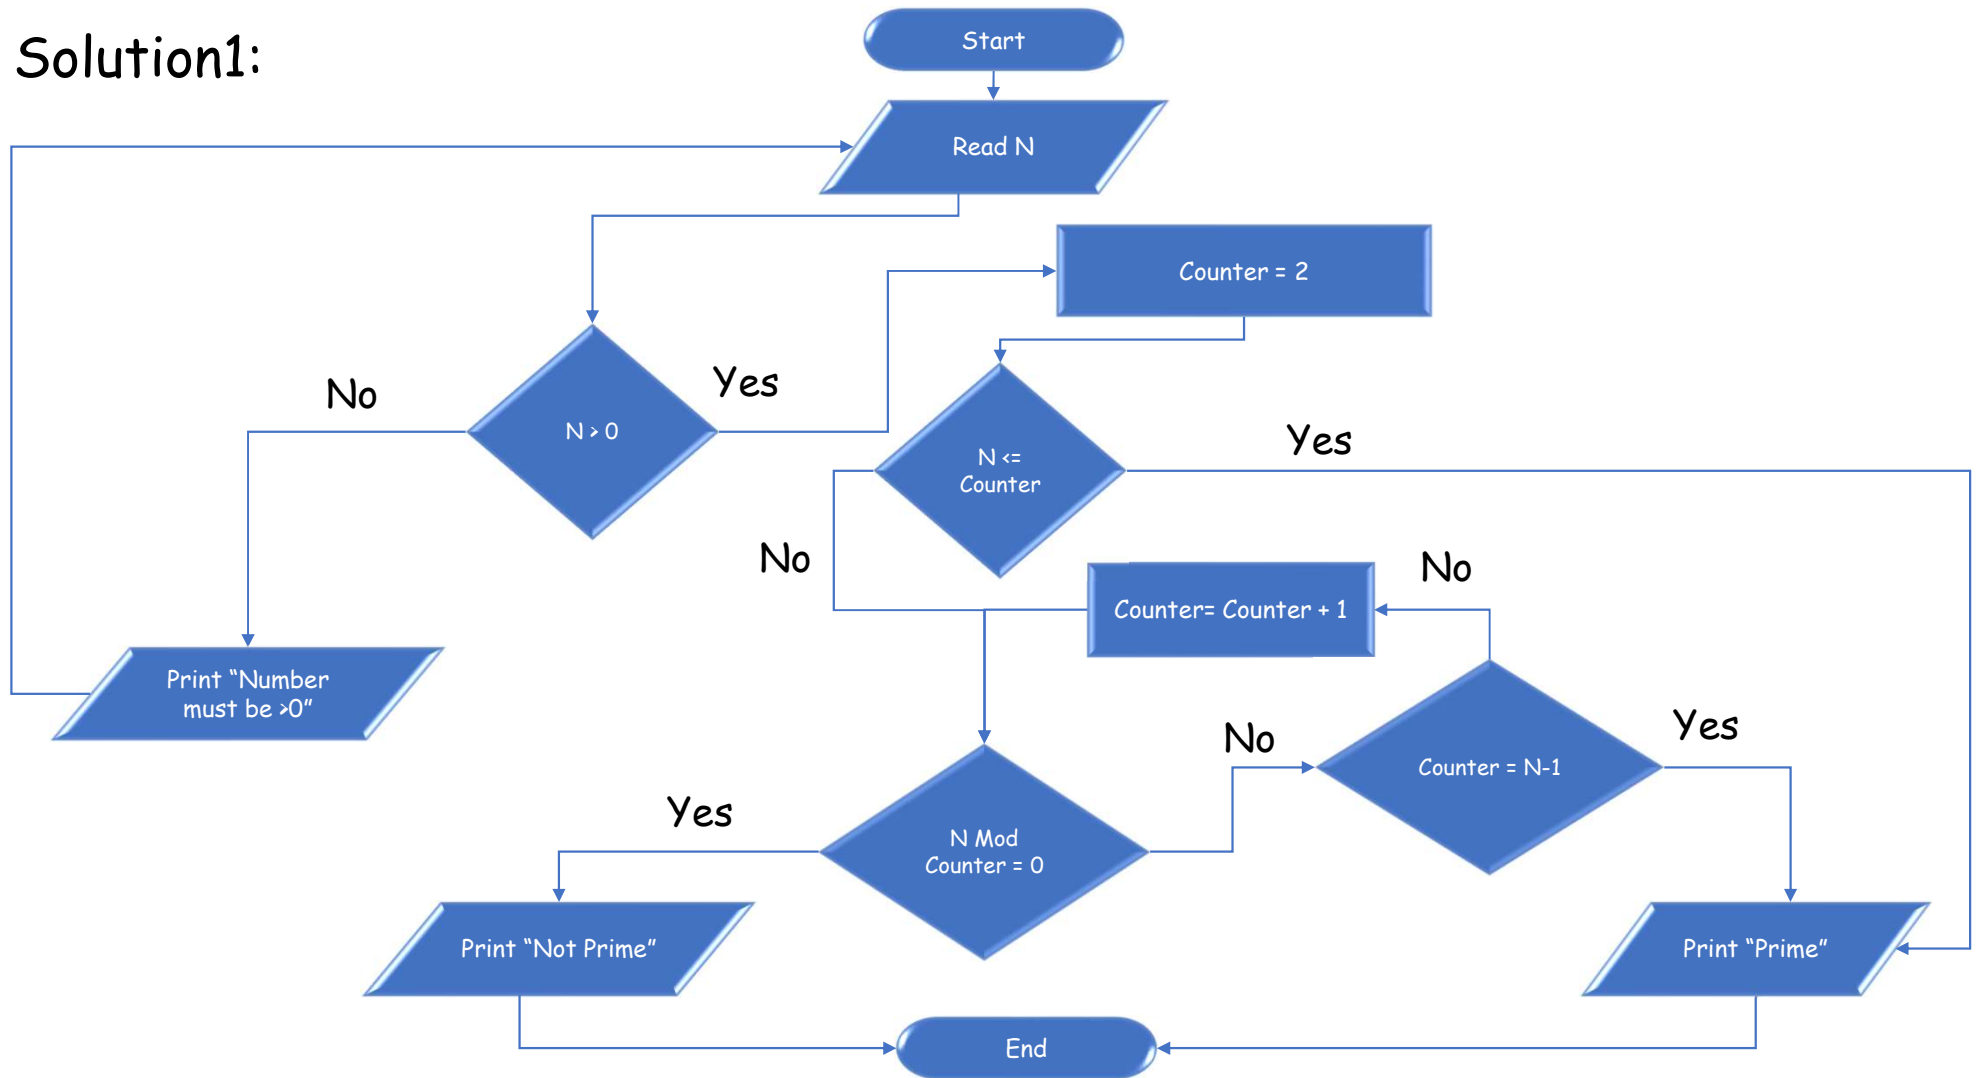 Solution1:
Start
Read N
Counter = 2
N > 0
No
Yes
N <=
Counter
Yes
No
Counter= Counter + 1
No
Print “Number
must be >0”
N Mod
Counter = 0
Yes
No
Counter = N-1
Yes
Print “Not Prime”
Print “Prime”
End